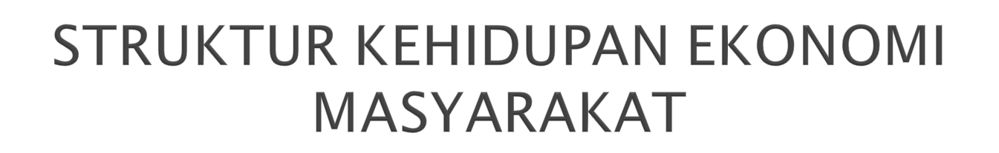 STRUKTUR KEHIDUPAN EKONOMI
MASYARAKAT